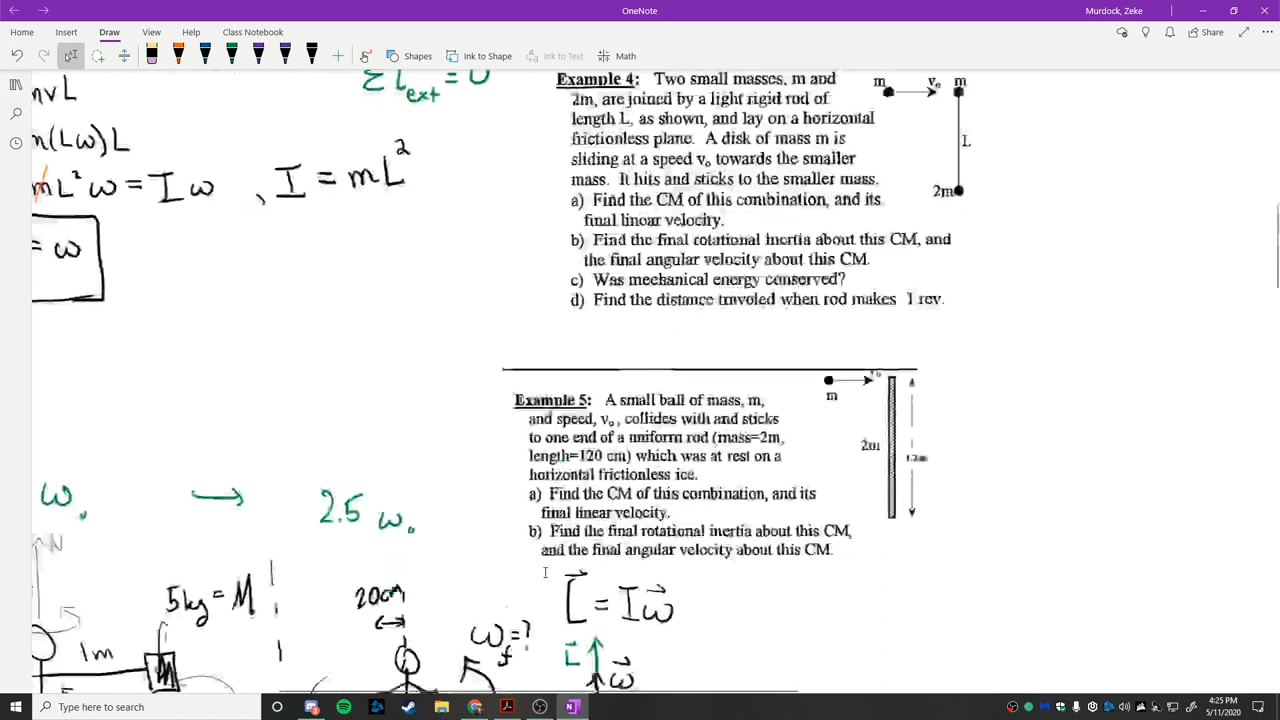 OneNote
Murdock, Zeke
Home Insert Draw View Help Class Notebook
Share
Shapes
Ink to Shape
Ink to Text
Math
mvL
m(Lω)L
mL² ω = I ω , I = mL²
= ω
ext = 0
Example 4: Two small masses, m and
2m, are joined by a light rigid rod of
length L, as shown, and lay on a horizontal
frictionless plane. A disk of mass m is
sliding at a speed v₀ towards the smaller
mass. It hits and sticks to the smaller mass.
a) Find the CM of this combination, and its
final linear velocity.
b) Find the final rotational inertia about this CM, and
the final angular velocity about this CM.
c) Was mechanical energy conserved?
d) Find the distance traveled when rod makes 1 rev.
m v₀ m
L
2m
Example 5: A small ball of mass, m,
and speed, v₀, collides with and sticks
to one end of a uniform rod (mass=2m,
length=120 cm) which was at rest on a
horizontal frictionless ice.
a) Find the CM of this combination, and its
final linear velocity.
b) Find the final rotational inertia about this CM,
and the final angular velocity about this CM.
m
2m
ω₀ → 2.5 ω₀
N
5kg = M
1m
20cm
ω_f = ?
L⃗ = Iω⃗
L⃗
ω⃗
Type here to search
4:25 PM
5/11/2020